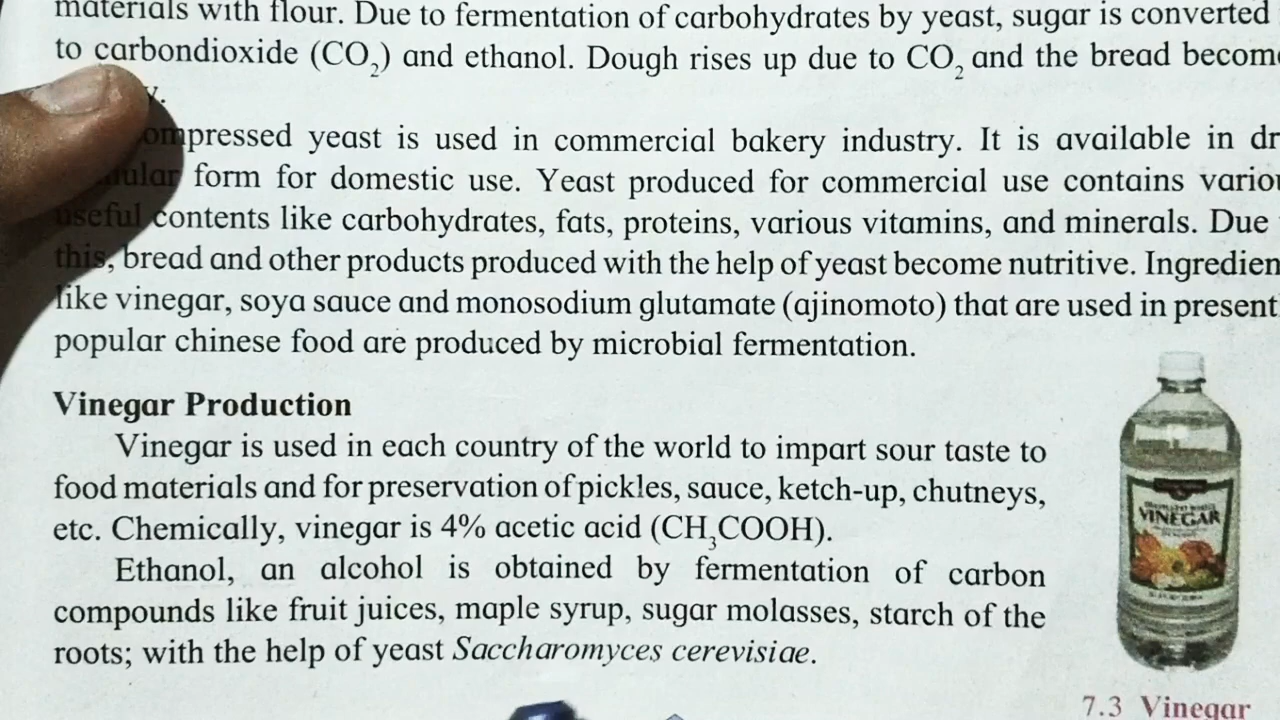 materials with flour. Due to fermentation of carbohydrates by yeast, sugar is converted
to carbondioxide (CO₂) and ethanol. Dough rises up due to CO₂ and the bread
ompressed yeast is used in commercial bakery industry. It is available in
form for domestic use. Yeast produced for commercial use contains
useful contents like carbohydrates, fats, proteins, various vitamins, and minerals. Due
this, bread and other products produced with the help of yeast become nutritive.
like vinegar, soya sauce and monosodium glutamate (ajinomoto) that are used in
popular chinese food are produced by microbial fermentation.
Vinegar Production
Vinegar is used in each country of the world to impart sour taste to
food materials and for preservation of pickles, sauce, ketch-up, chutneys,
etc. Chemically, vinegar is 4% acetic acid (CH₃COOH).
Ethanol, an alcohol is obtained by fermentation of carbon
compounds like fruit juices, maple syrup, sugar molasses, starch of the
roots; with the help of yeast Saccharomyces cerevisiae.
VINEGAR
7.3 Vinegar